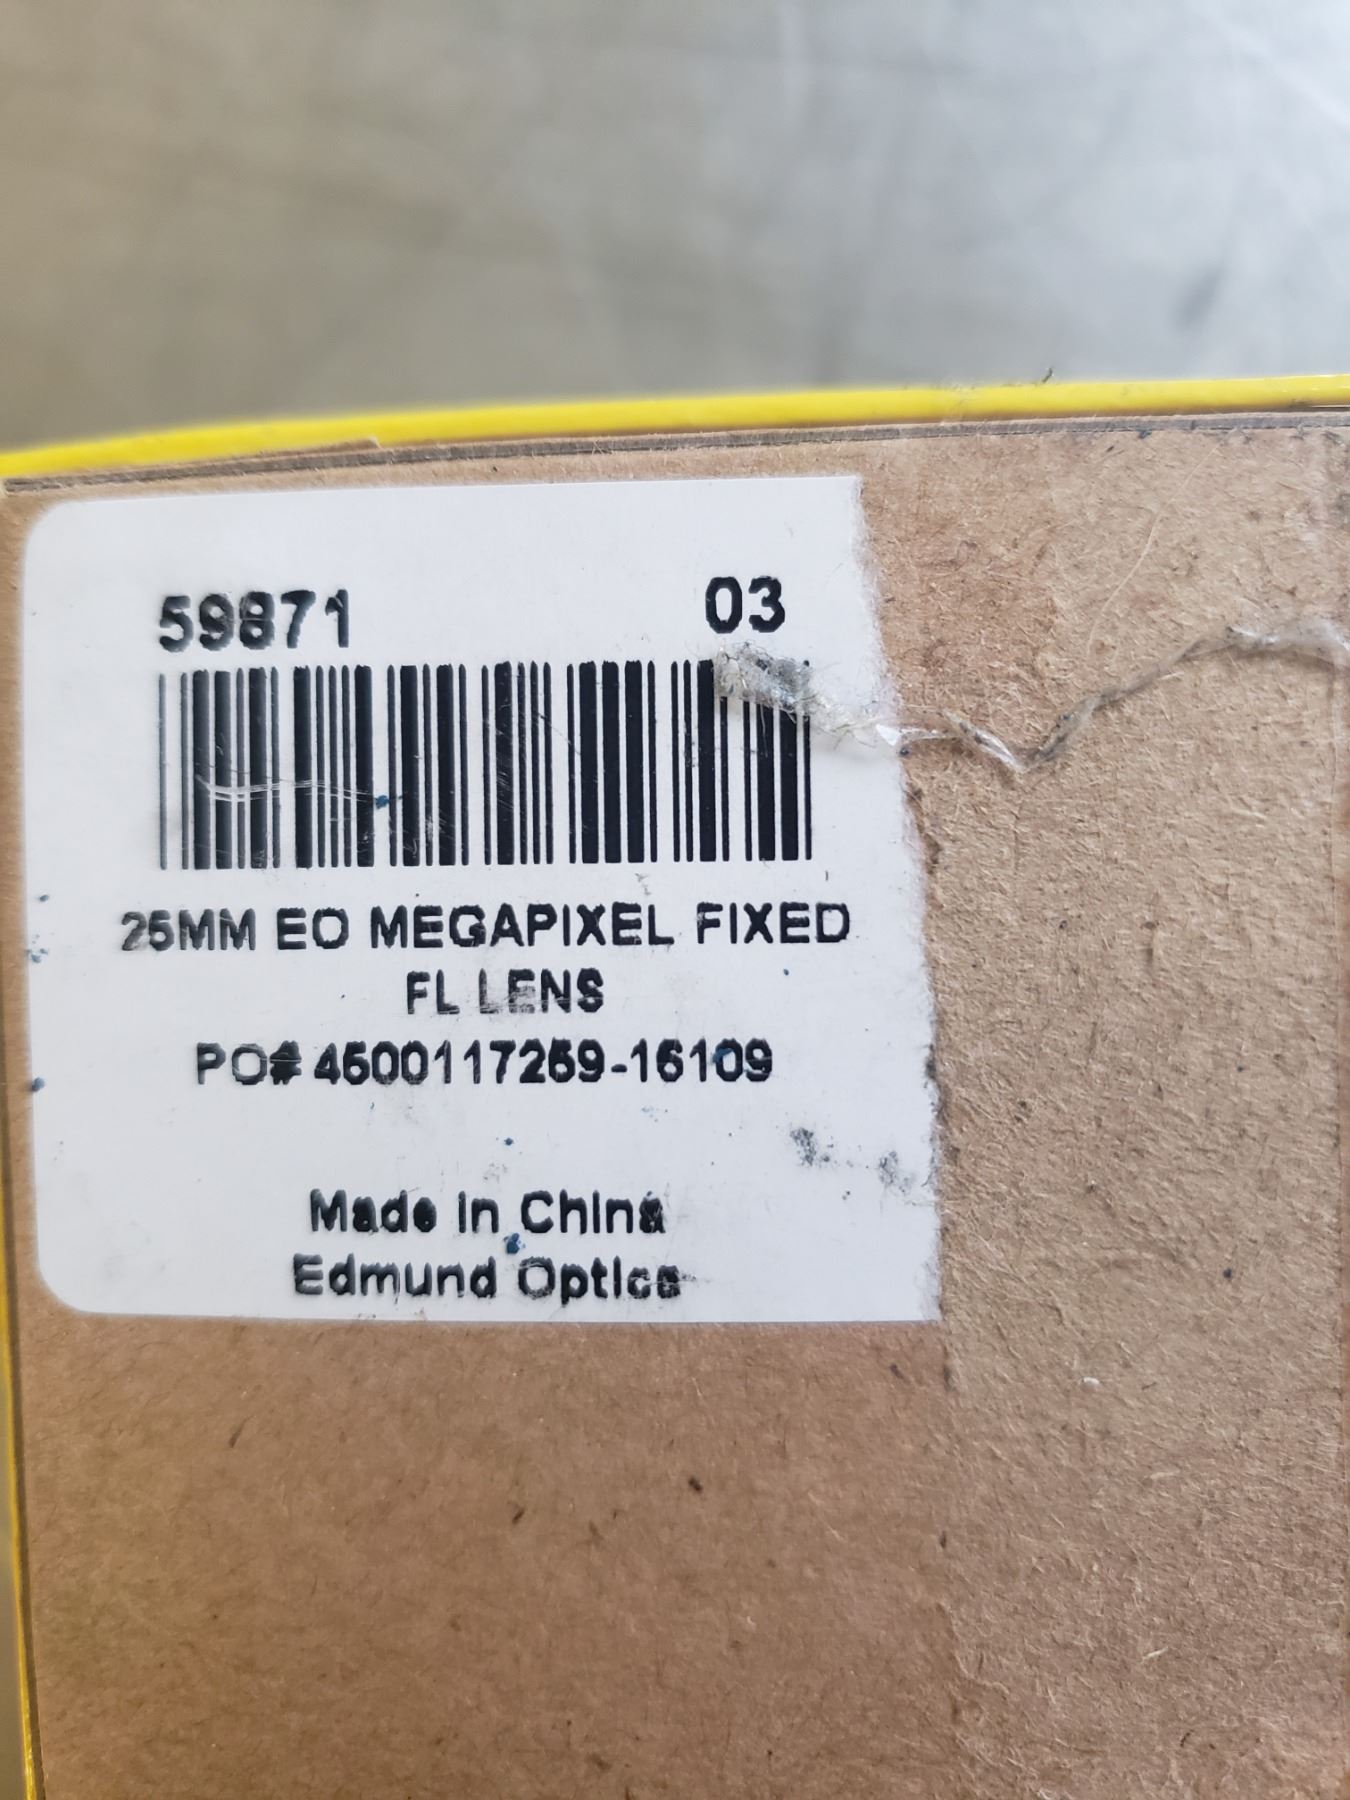 59871 03
25MM EO MEGAPIXEL FIXED
FL LENS
PO# 4500117259-16109
Made in China
Edmund Optics